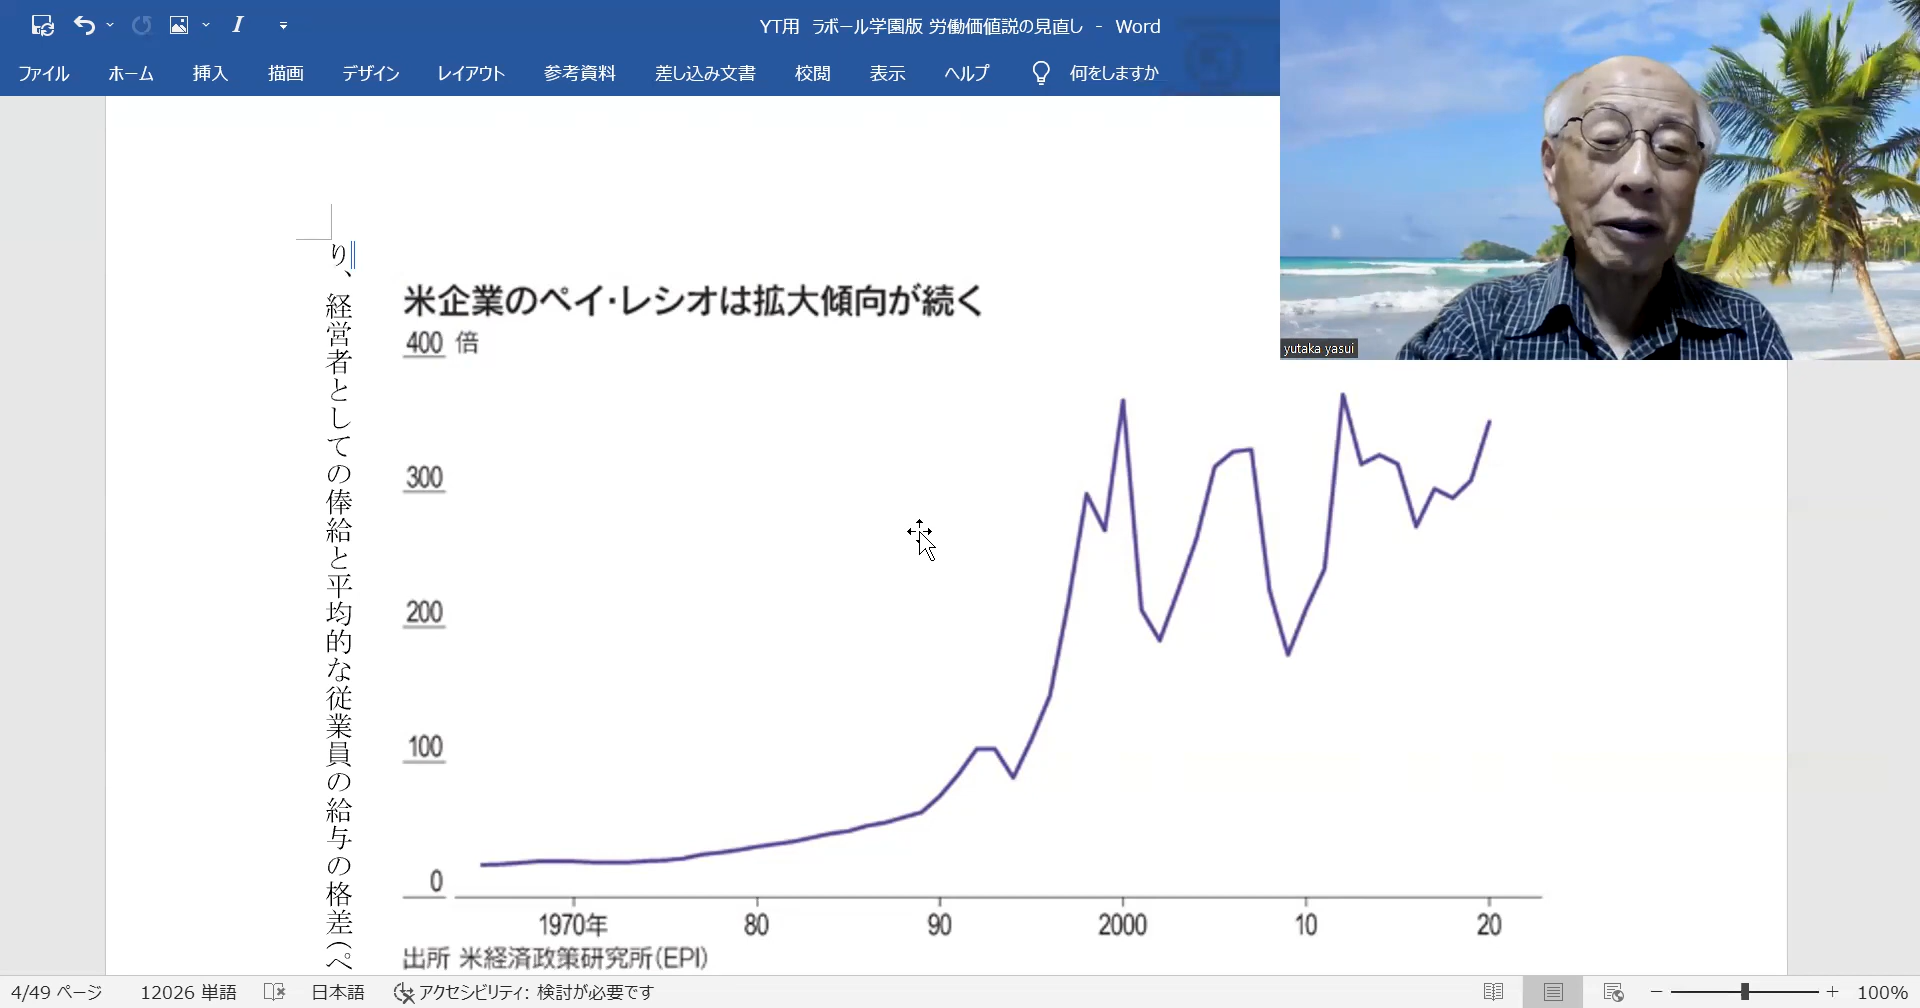 YT用 ラボール学園版 労働価値説の見直し - Word
ファイル ホーム 挿入 描画 デザイン レイアウト 参考資料 差し込み文書 校閲 表示 ヘルプ 何をしますか
yutaka yasui
り、経営者としての俸給と平均的な従業員の給与の格差(ペ
米企業のペイ・レシオは拡大傾向が続く
400 倍
300
200
100
0
1970年 80 90 2000 10 20
出所 米経済政策研究所(EPI)
4/49 ページ 12026 単語 日本語 アクセシビリティ: 検討が必要です 100%